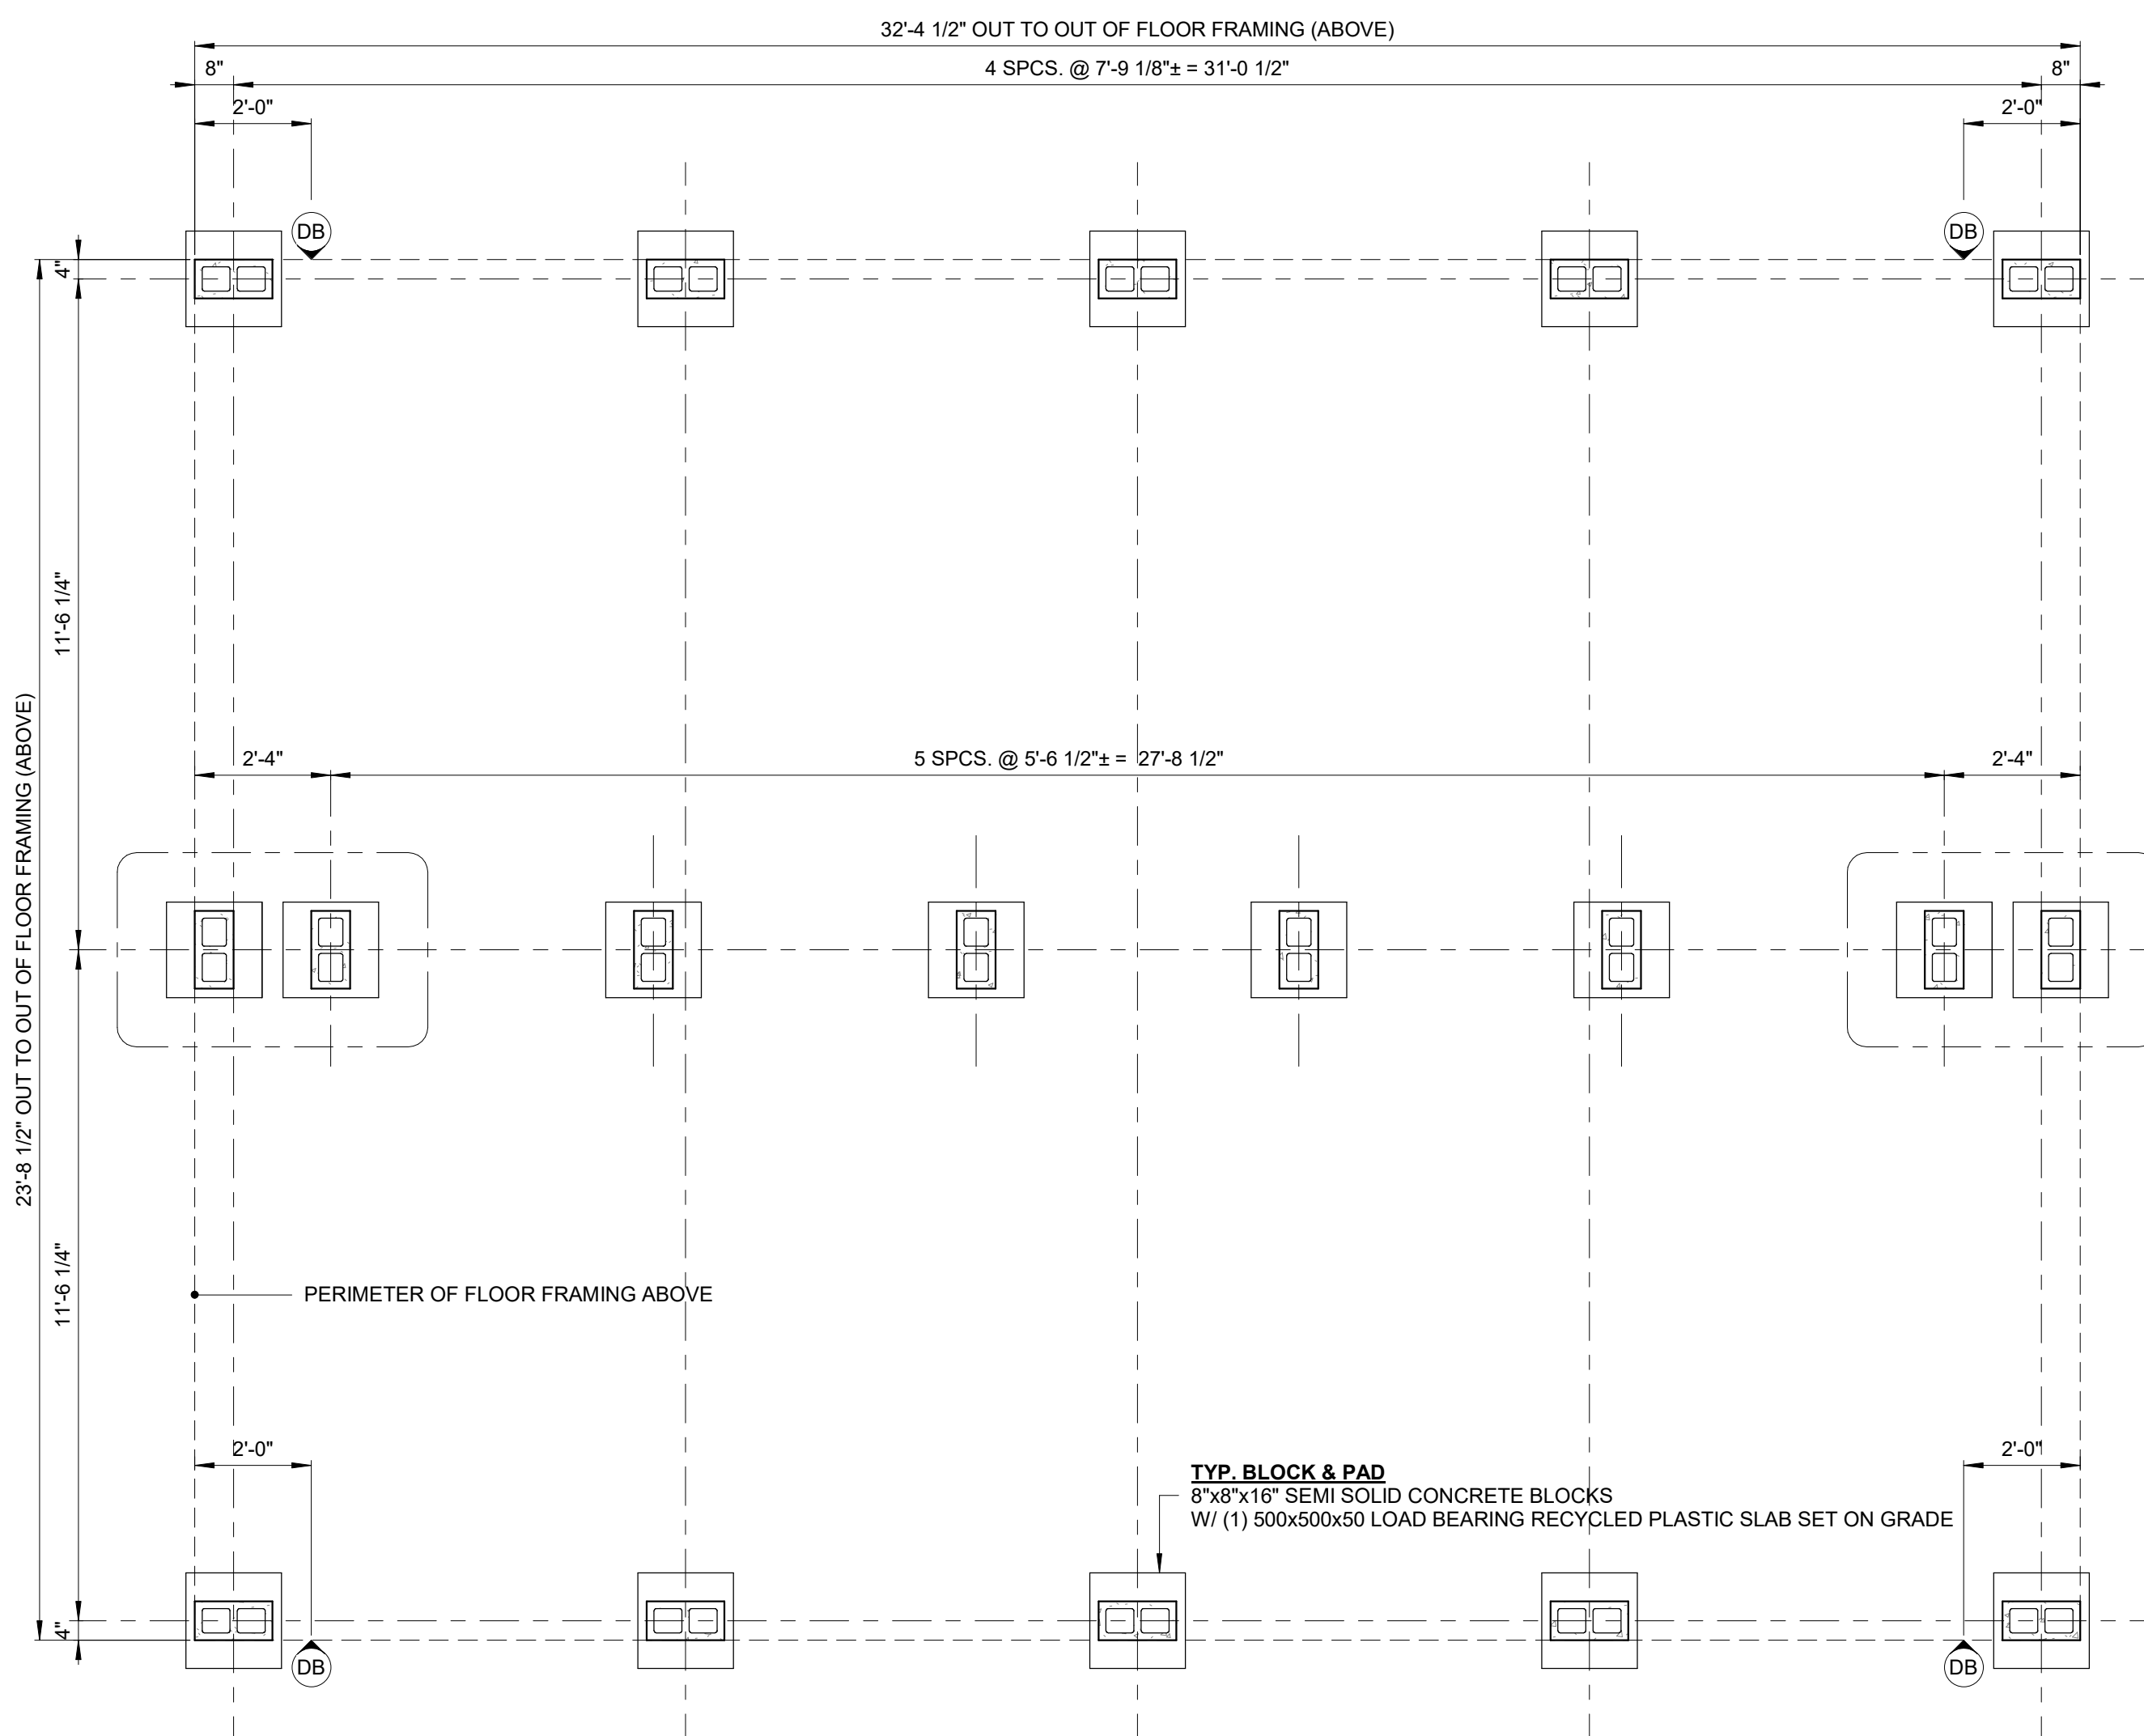 32'-4 1/2" OUT TO OUT OF FLOOR FRAMING (ABOVE)
8"
4 SPCS. @ 7'-9 1/8"± = 31'-0 1/2"
8"
2'-0"
2'-0"
DB
DB
4"
11'-6 1/4"
23'-8 1/2" OUT TO OUT OF FLOOR FRAMING (ABOVE)
2'-4"
5 SPCS. @ 5'-6 1/2"± = 27'-8 1/2"
2'-4"
11'-6 1/4"
PERIMETER OF FLOOR FRAMING ABOVE
2'-0"
2'-0"
TYP. BLOCK & PAD
8"x8"x16" SEMI SOLID CONCRETE BLOCKS
W/ (1) 500x500x50 LOAD BEARING RECYCLED PLASTIC SLAB SET ON GRADE
4"
DB
DB